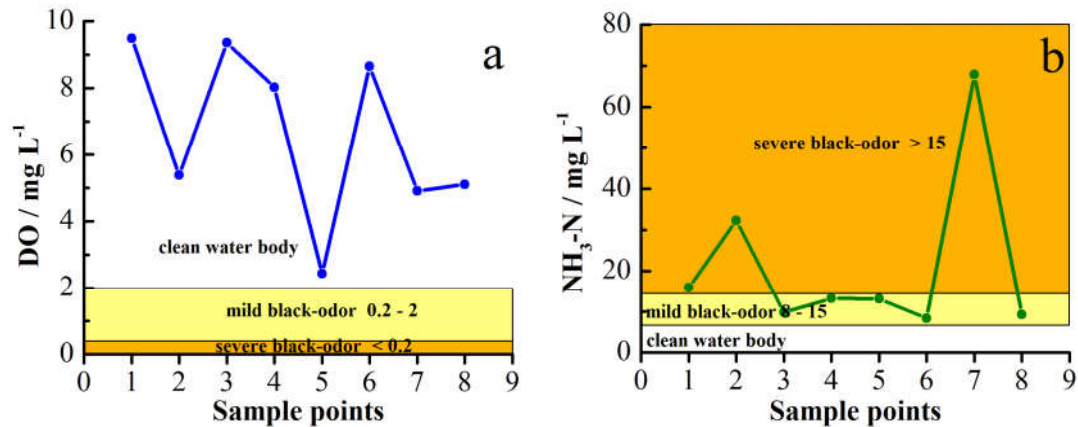 a
DO / mg L⁻¹
10
8
6
4
2
0
clean water body
mild black-odor 0.2 - 2
severe black-odor < 0.2
0 1 2 3 4 5 6 7 8 9
Sample points
b
NH₃-N / mg L⁻¹
80
60
40
20
0
severe black-odor > 15
mild black-odor 8 - 15
clean water body
0 1 2 3 4 5 6 7 8 9
Sample points